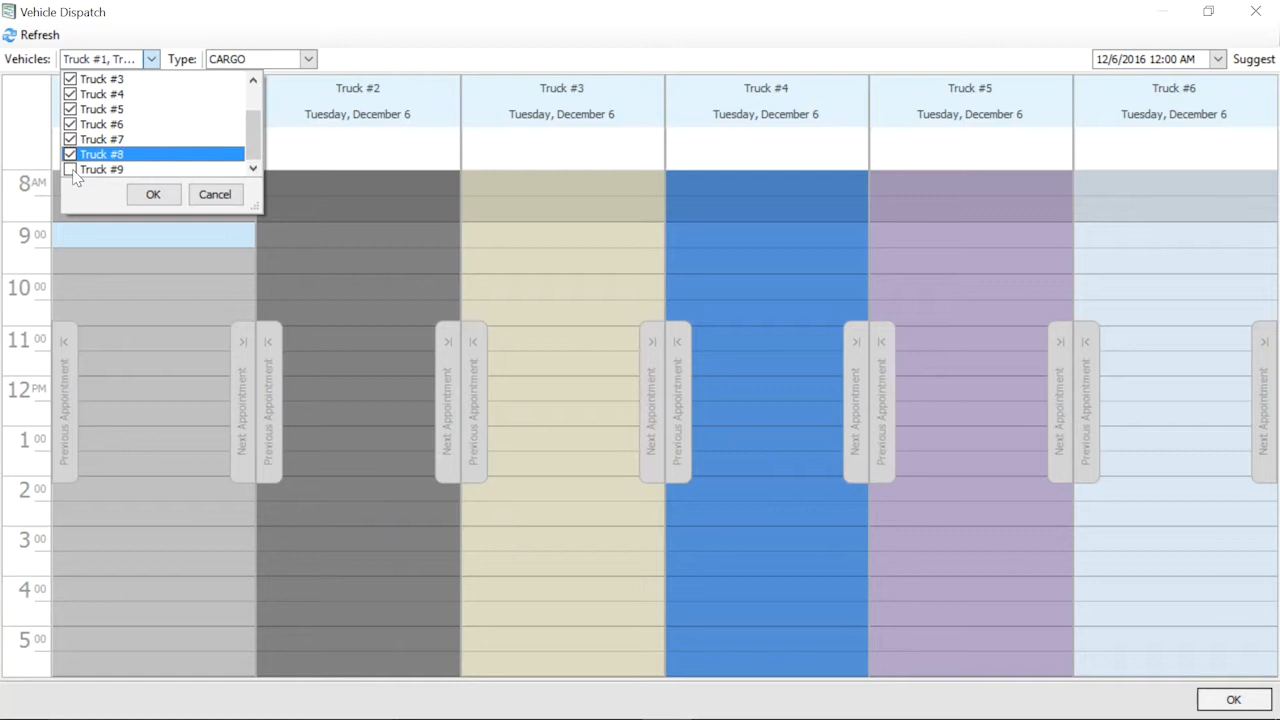 Vehicle Dispatch
Refresh
Vehicles: Truck #1, Tr... Type: CARGO 12/6/2016 12:00 AM Suggest
Truck #3
Truck #4
Truck #5
Truck #6
Truck #7
Truck #8
Truck #9
OK Cancel
Truck #2 Truck #3 Truck #4 Truck #5 Truck #6
Tuesday, December 6 Tuesday, December 6 Tuesday, December 6 Tuesday, December 6 Tuesday, December 6
8 AM
9 00
10 00
11 00
12 PM
1 00
2 00
3 00
4 00
5 00
Previous Appointment Next Appointment Previous Appointment Next Appointment Previous Appointment Next Appointment Previous Appointment Next Appointment Previous Appointment Next Appointment Previous Appointment Next Appointment
OK